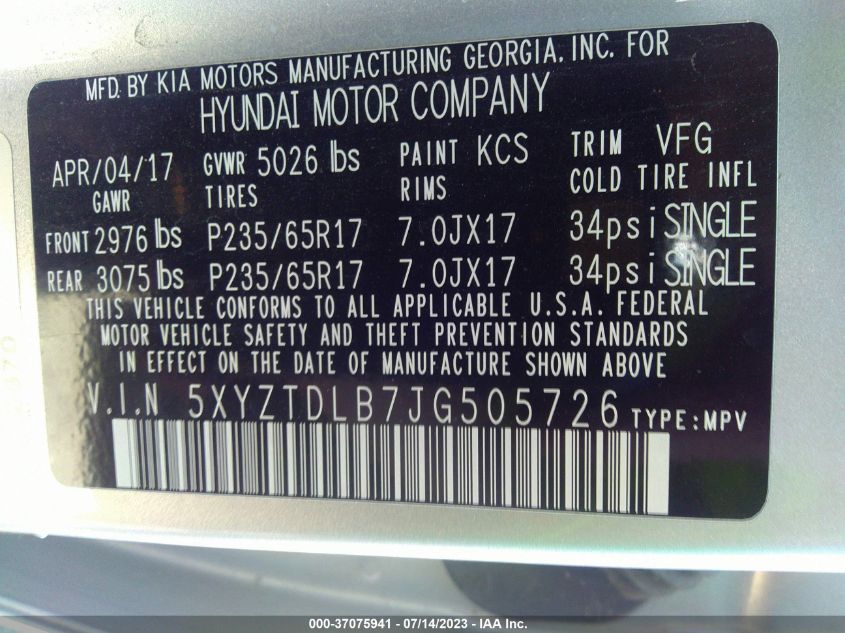 MFD. BY KIA MOTORS MANUFACTURING GEORGIA, INC. FOR
HYUNDAI MOTOR COMPANY
APR/04/17 GVWR 5026 lbs PAINT KCS TRIM VFG
GAWR TIRES RIMS COLD TIRE INFL
FRONT 2976 lbs P235/65R17 7.0JX17 34psi SINGLE
REAR 3075 lbs P235/65R17 7.0JX17 34psi SINGLE
THIS VEHICLE CONFORMS TO ALL APPLICABLE U.S.A. FEDERAL
MOTOR VEHICLE SAFETY AND THEFT PREVENTION STANDARDS
IN EFFECT ON THE DATE OF MANUFACTURE SHOWN ABOVE.
V.I.N 5XYZTDLB7JG505726 TYPE:MPV
000-37075941 - 07/14/2023 - IAA Inc.